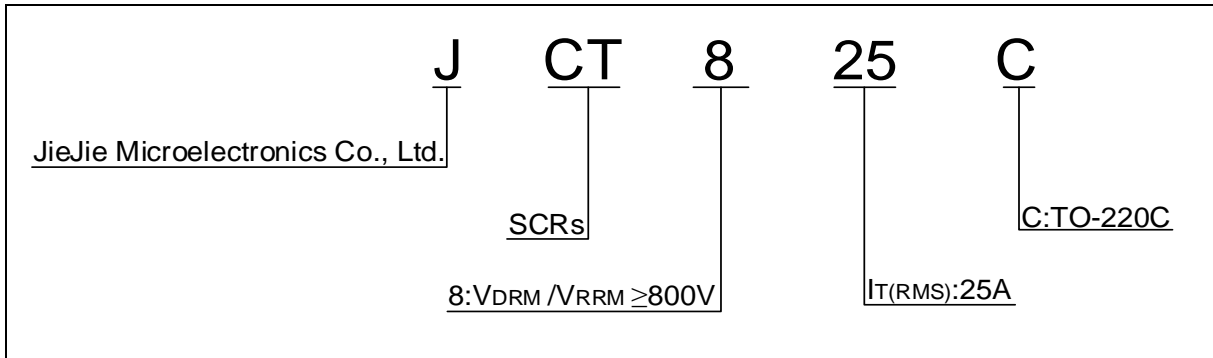 J CT 8 25 C
JieJie Microelectronics Co., Ltd.
SCRs
C:TO-220C
8:VDRM /VRRM ≥800V
IT(RMS):25A